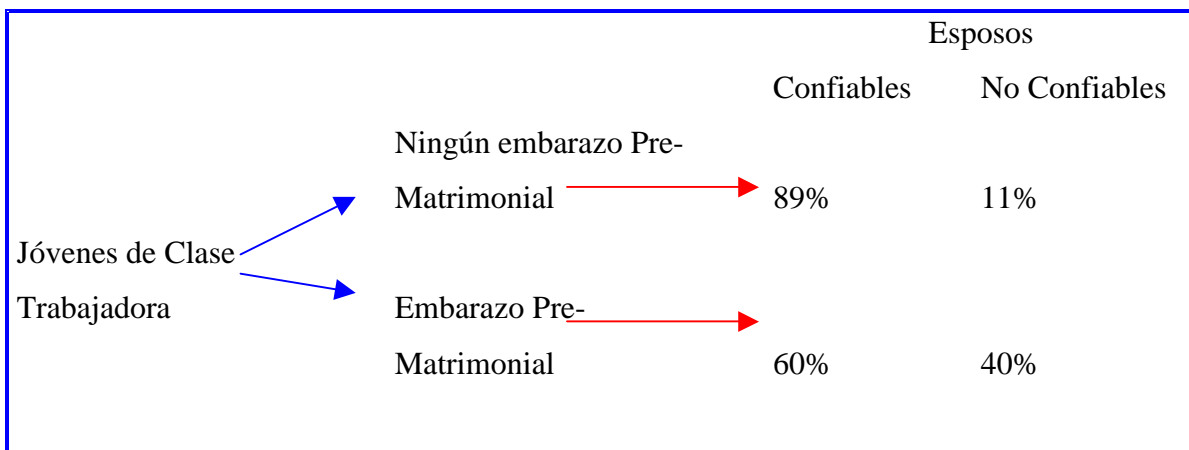 Esposos
Confiables No Confiables
Ningún embarazo Pre-
Matrimonial 89% 11%
Jóvenes de Clase
Trabajadora Embarazo Pre-
Matrimonial 60% 40%